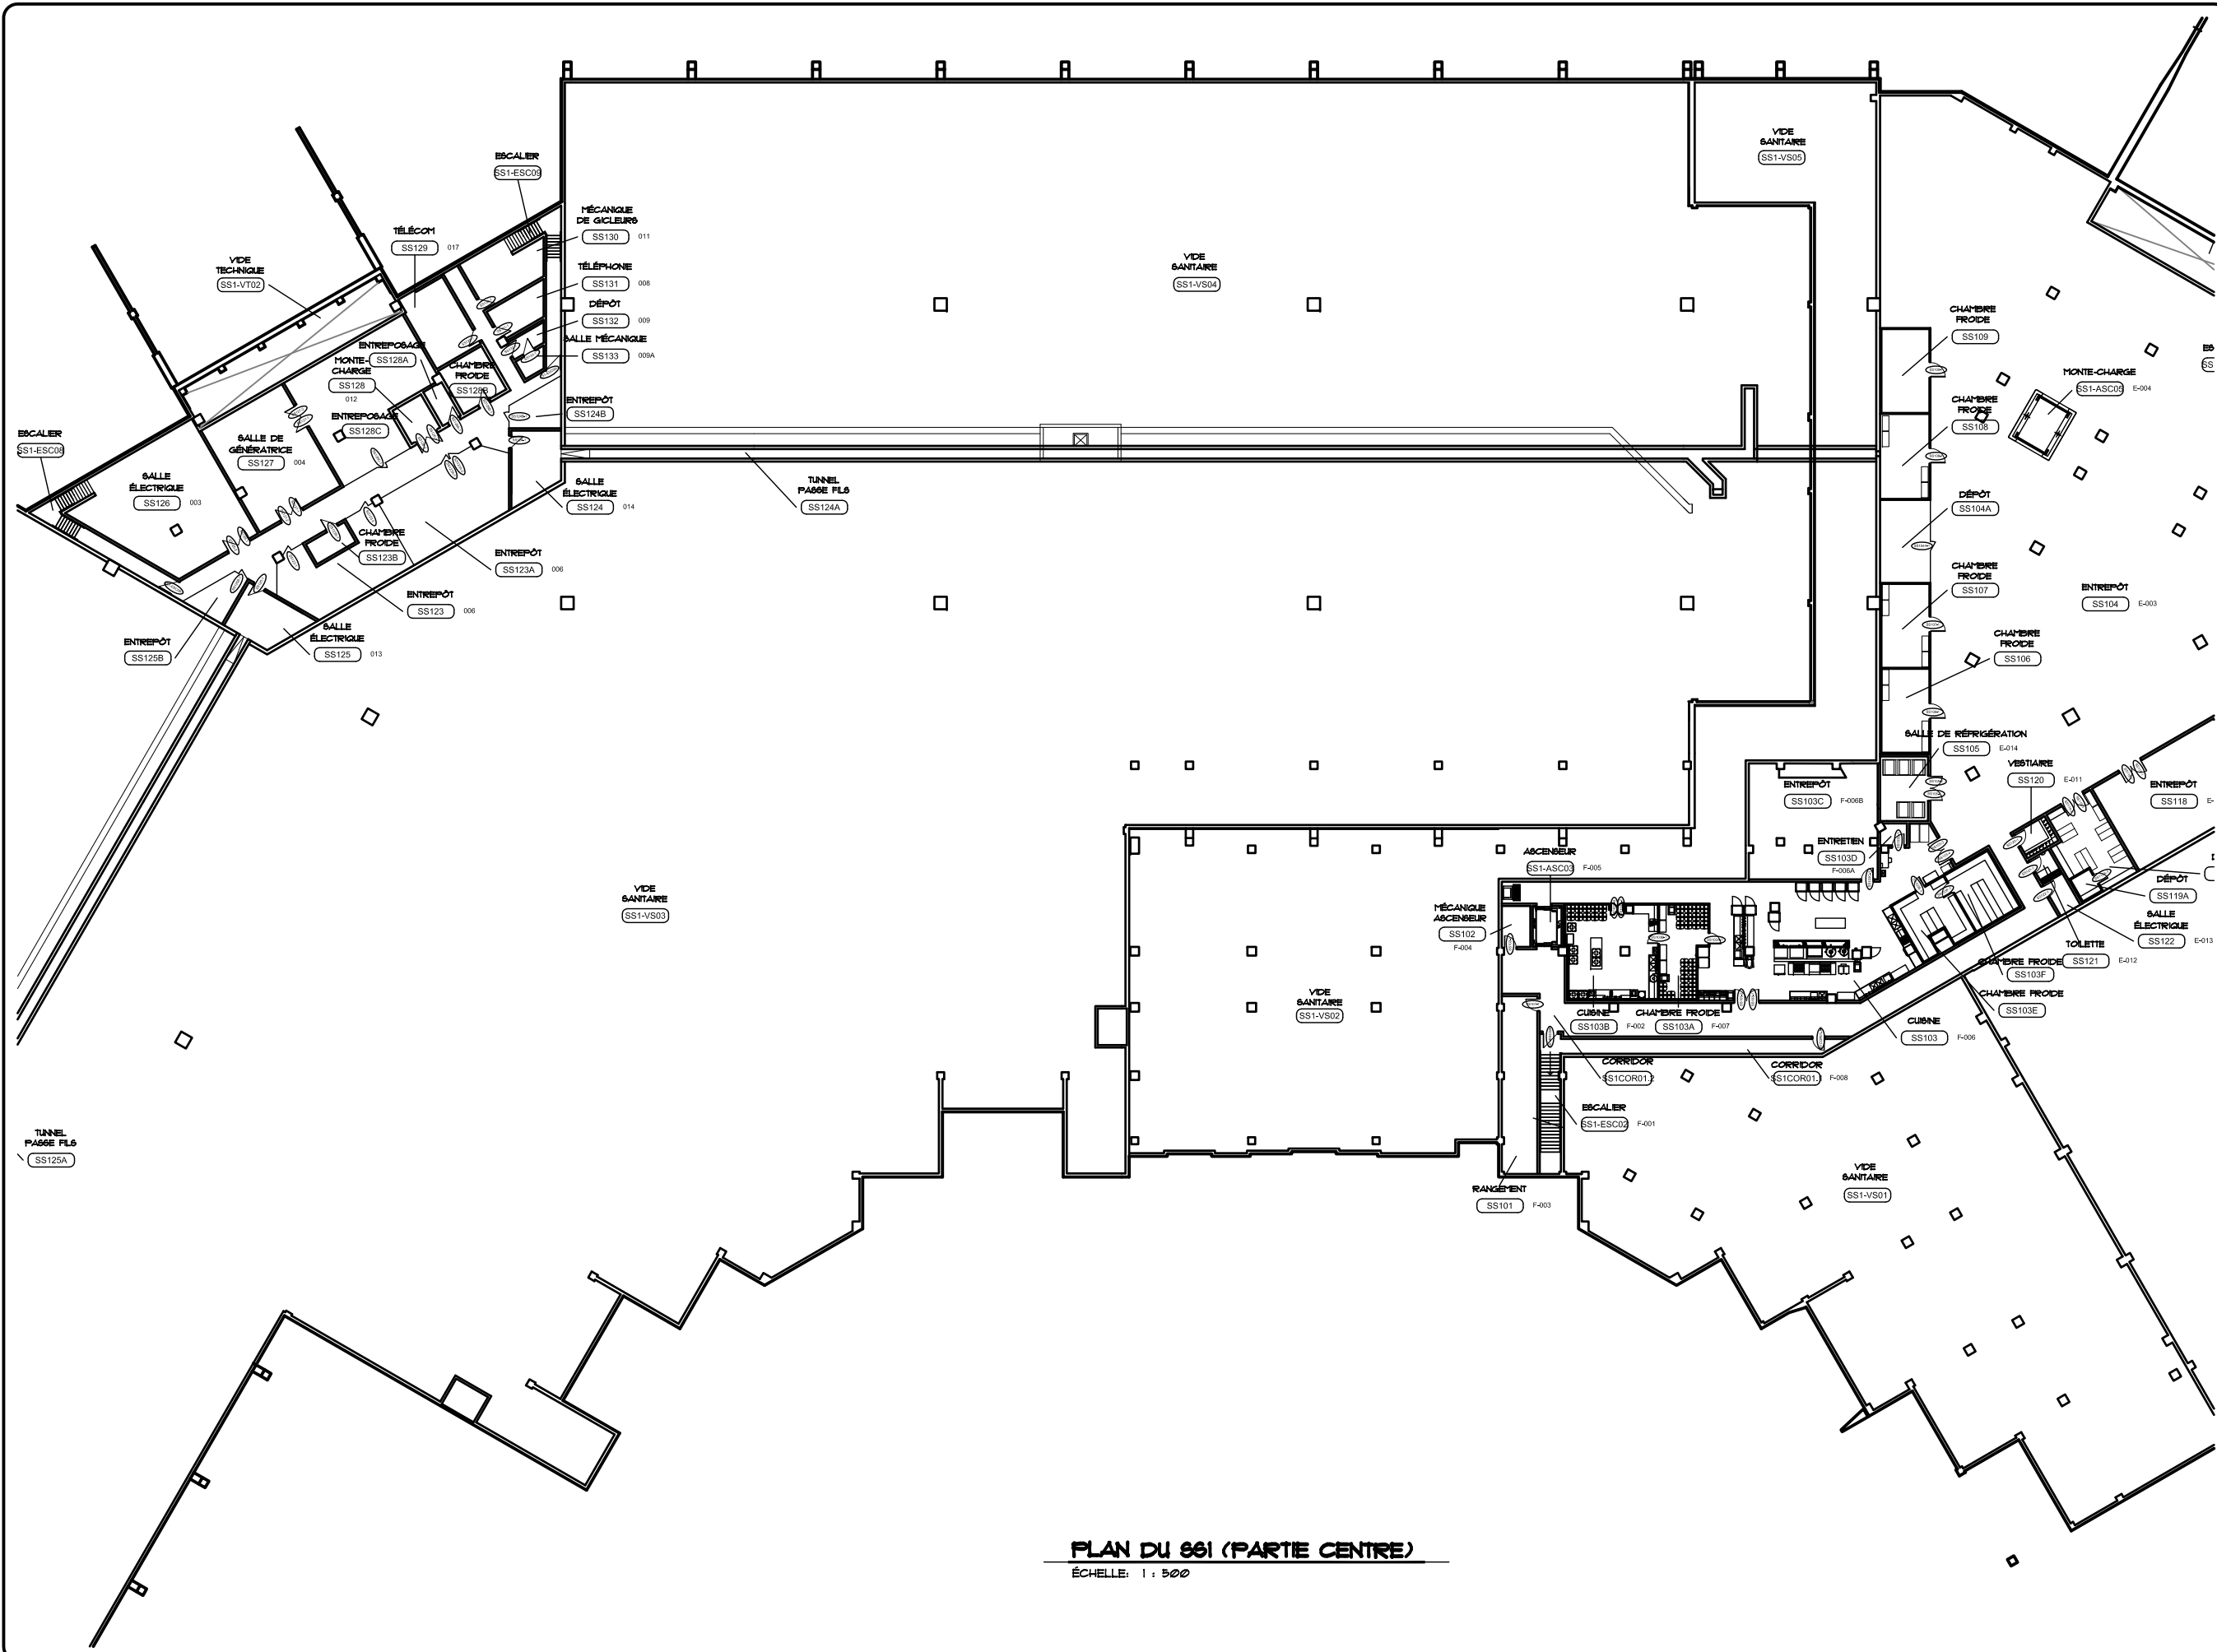 ESCALIER
SS1-ESC09
MÉCANIQUE
DE GICLEURS
SS130 011
TÉLÉCOM
SS129 017
TÉLÉPHONIE
SS131 008
VIDE
TECHNIQUE
SS1-VT02
DÉPÔT
SS132 009
SALLE MÉCANIQUE
SS133 009A
ENTREPOSAGE
SS128A
MONTE-
CHARGE
SS128
012
CHAMBRE
FROIDE
SS128B
ENTREPOSAGE
SS128C
ENTREPÔT
SS124B
ESCALIER
SS1-ESC08
SALLE DE
GÉNÉRATRICE
SS127 004
SALLE
ÉLECTRIQUE
SS126 003
SALLE
ÉLECTRIQUE
SS124 014
TUNNEL
PASSE FILS
SS124A
CHAMBRE
FROIDE
SS123B
ENTREPÔT
SS123A 006
ENTREPÔT
SS123 006
SALLE
ÉLECTRIQUE
SS125 013
ENTREPÔT
SS125B
VIDE
SANITAIRE
SS1-VS05
VIDE
SANITAIRE
SS1-VS04
CHAMBRE
FROIDE
SS109
MONTE-CHARGE
SS1-ASC05 E-004
ES
SS
CHAMBRE
FROIDE
SS108
DÉPÔT
SS104A
CHAMBRE
FROIDE
SS107
ENTREPÔT
SS104 E-003
CHAMBRE
FROIDE
SS106
SALLE DE RÉFRIGÉRATION
SS105 E-014
VESTIAIRE
SS120 E-011
ENTREPÔT
SS118 E-
ENTREPÔT
SS103C F-006B
ENTRETIEN
SS103D
F-006A
ASCENSEUR
SS1-ASC03 F-005
DÉPÔT
SS119A
MÉCANIQUE
ASCENSEUR
SS102
F-004
SALLE
ÉLECTRIQUE
SS122 E-013
TOILETTE
SS121 E-012
CHAMBRE FROIDE
SS103F
CHAMBRE FROIDE
SS103E
CUISINE
SS103 F-006
CUISINE
SS103B F-002
CHAMBRE FROIDE
SS103A F-007
VIDE
SANITAIRE
SS1-VS03
VIDE
SANITAIRE
SS1-VS02
CORRIDOR
SS1COR01.2
CORRIDOR
SS1COR01.1 F-008
ESCALIER
SS1-ESC02 F-001
TUNNEL
PASSE FILS
SS125A
VIDE
SANITAIRE
SS1-VS01
RANGEMENT
SS101 F-003
PLAN DU SS1 (PARTIE CENTRE)
ÉCHELLE: 1 : 500